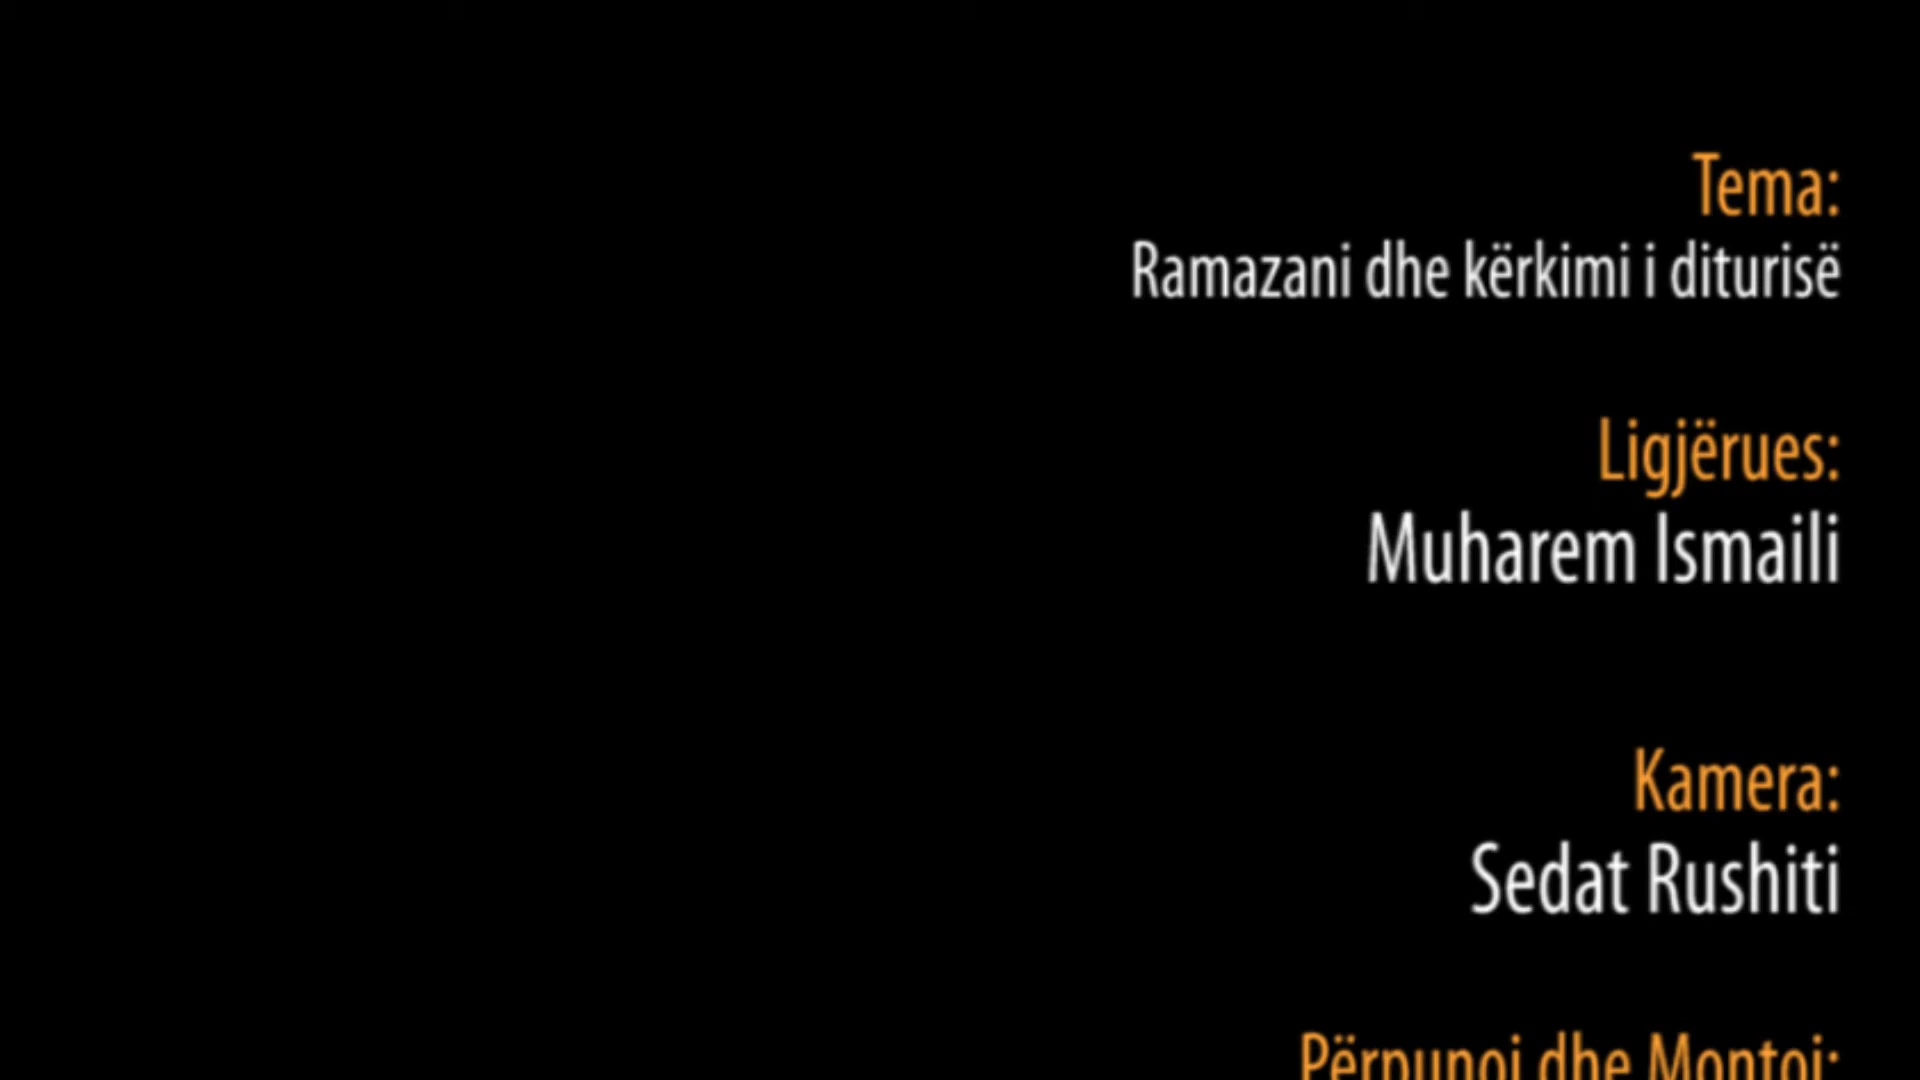 Tema:
Ramazani dhe kërkimi i diturisë
Ligjërues:
Muharem Ismaili
Kamera:
Sedat Rushiti
Përpunoi dhe Montoi: